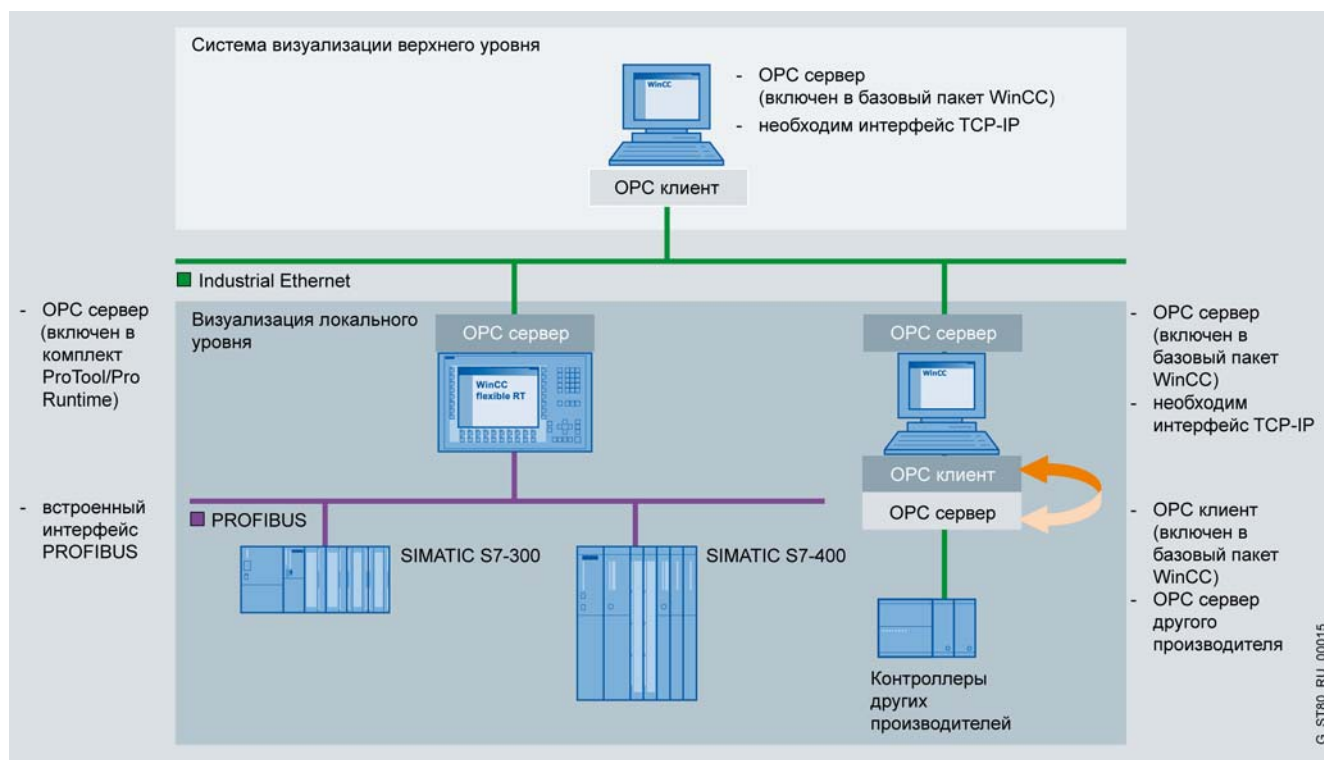 Система визуализации верхнего уровня
WinCC
- OPC сервер
(включен в базовый пакет WinCC)
- необходим интерфейс TCP-IP
OPC клиент
Industrial Ethernet
- OPC сервер
(включен в
комплект
ProTool/Pro
Runtime)
Визуализация локального
уровня
OPC сервер
WinCC
flexible RT
OPC сервер
WinCC
- OPC сервер
(включен в
базовый пакет
WinCC)
- необходим
интерфейс TCP-IP
OPC клиент
OPC сервер
- встроенный
интерфейс
PROFIBUS
PROFIBUS
SIMATIC S7-300
SIMATIC S7-400
- OPC клиент
(включен в
базовый пакет
WinCC)
- OPC сервер
другого
производителя
Контроллеры
других
производителей
G_ST80_RU_00015